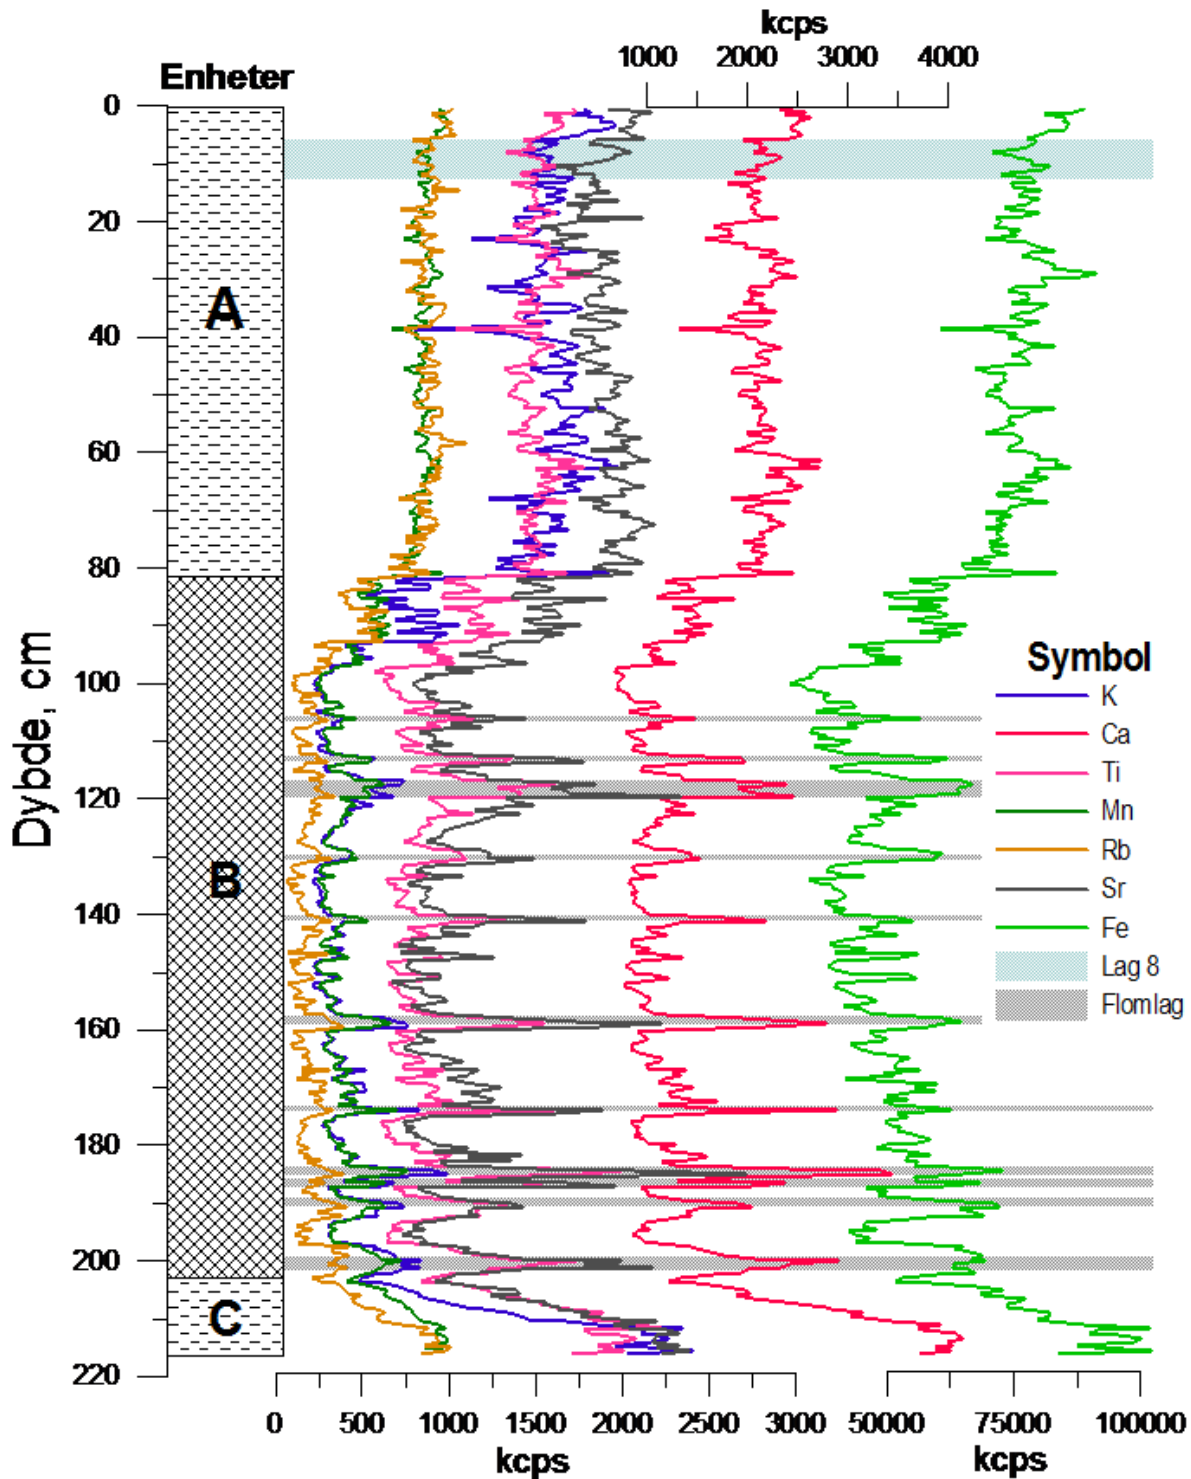 kcps
1000 2000 3000 4000
Enheter
0
20
A
40
60
80
Symbol
K
100
Ca
Ti
Mn
120
Dybde, cm
Rb
B
Sr
140
Fe
Lag 8
Flomlag
160
180
200
C
220
0 500 1000 1500 2000 2500 3000 50000 75000 100000
kcps kcps